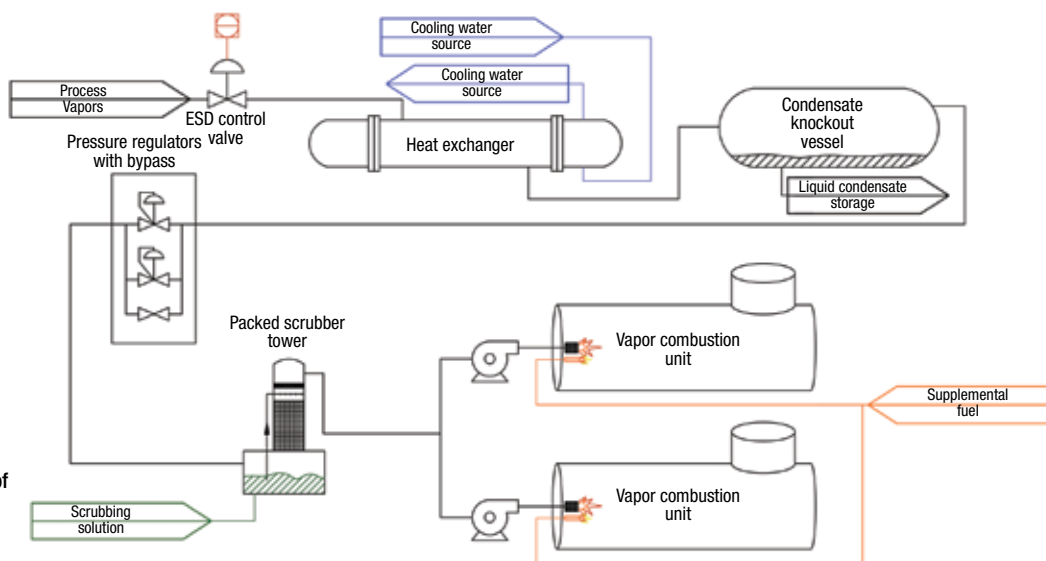 Cooling water
source
Cooling water
source
Process
Vapors
ESD control
valve
Pressure regulators
with bypass
Heat exchanger
Condensate
knockout
vessel
Liquid condensate
storage
Packed scrubber
tower
Vapor combustion
unit
Supplemental
fuel
of
Scrubbing
solution
Vapor combustion
unit